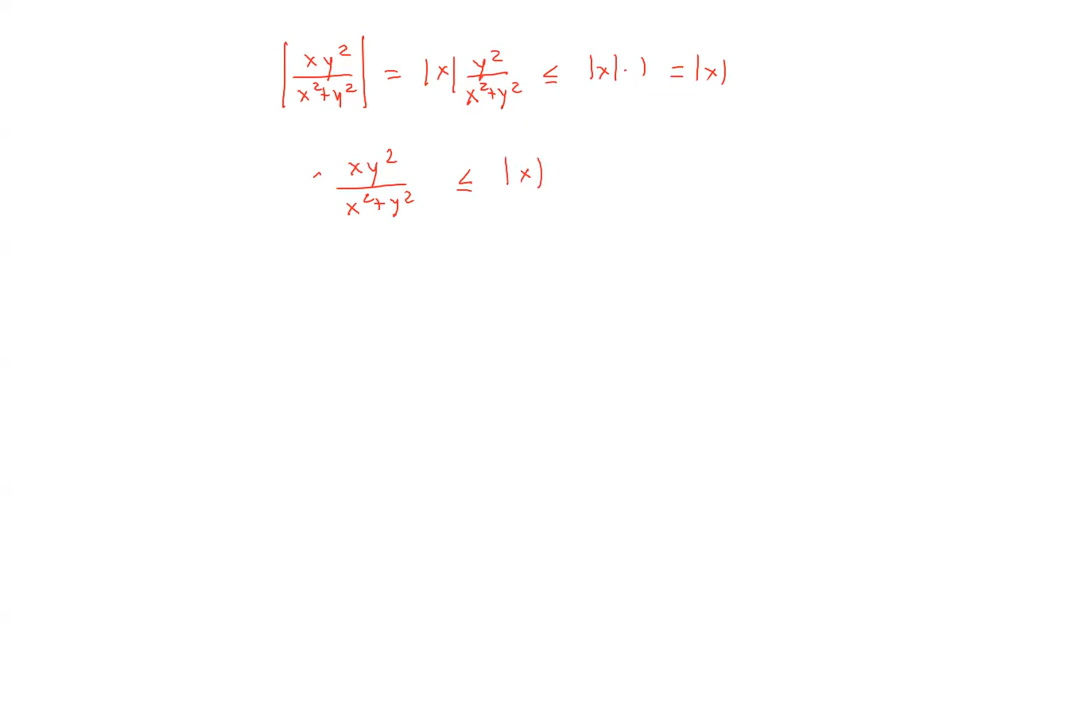 |xy²/(x²+y²)| = |x| y²/(x²+y²) ≤ |x|·1 = |x|
xy²/(x²+y²) ≤ |x|